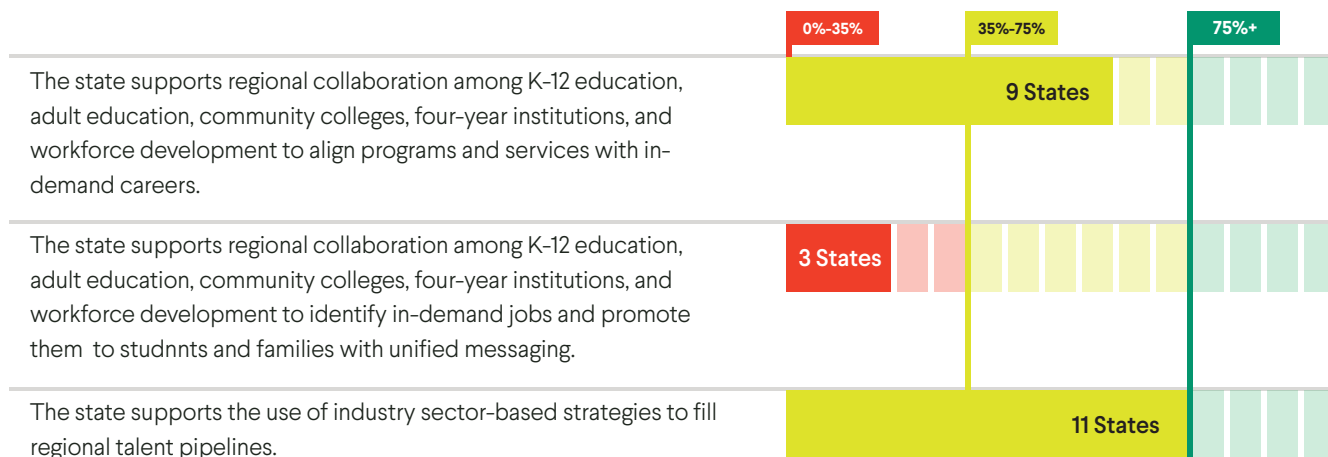 0%-35% 35%-75% 75%+
The state supports regional collaboration among K-12 education,
adult education, community colleges, four-year institutions, and
workforce development to align programs and services with in-
demand careers.
9 States
The state supports regional collaboration among K-12 education,
adult education, community colleges, four-year institutions, and
workforce development to identify in-demand jobs and promote
them to studnnts and families with unified messaging.
3 States
The state supports the use of industry sector-based strategies to fill
regional talent pipelines.
11 States